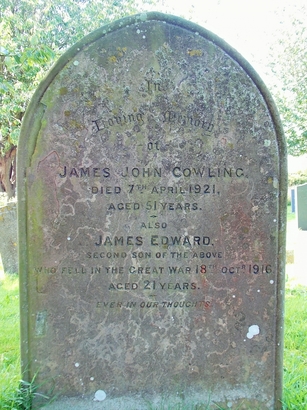 In
Loving Memory
of
JAMES JOHN COWLING,
DIED 7TH APRIL 1921,
AGED 51 YEARS.
ALSO
JAMES EDWARD,
SECOND SON OF THE ABOVE
WHO FELL IN THE GREAT WAR 18TH OCTR 1916
AGED 21 YEARS.
EVER IN OUR THOUGHTS.